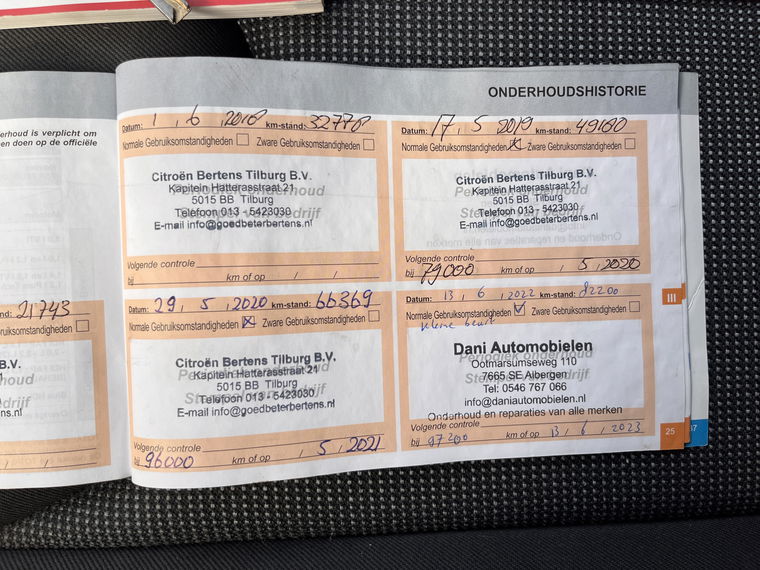 erhoud is verplicht om
en doen op de officiële
nd: 21743
ruiksomstandigheden
ONDERHOUDSHISTORIE
Datum: 1, 6, 2018 km-stand: 32778
Normale Gebruiksomstandigheden Zware Gebruiksomstandigheden
Citroën Bertens Tilburg B.V.
Kapitein Hatterasstraat 21
5015 BB Tilburg
Telefoon 013 - 5423030
E-mail info@goedbeterbertens.nl
Volgende controle
bij km of op / /
Datum: 17, 5, 2019 km-stand: 49180
Normale Gebruiksomstandigheden Zware Gebruiksomstandigheden
Citroën Bertens Tilburg B.V.
Kapitein Hatterasstraat 21
5015 BB Tilburg
Telefoon 013 - 5423030
E-mail info@goedbeterbertens.nl
Volgende controle
bij 79000 km of op , 5, 2020
Datum: 29, 5, 2020 km-stand: 66369
Normale Gebruiksomstandigheden Zware Gebruiksomstandigheden
Citroën Bertens Tilburg B.V.
Kapitein Hatterasstraat 21
5015 BB Tilburg
Telefoon 013 - 5423030
E-mail info@goedbeterbertens.nl
Volgende controle
bij 96000 km of op , 5, 2021
Datum: 13, 6, 2022 km-stand: 82200
Normale Gebruiksomstandigheden Zware Gebruiksomstandigheden
kleine beurt
Dani Automobielen
Ootmarsumseweg 110
7665 SE Albergen
Tel: 0546 767 066
info@daniautomobielen.nl
Onderhoud en reparaties van alle merken
Volgende controle
bij 97200 km of op 13, 6, 2023
III
25
37